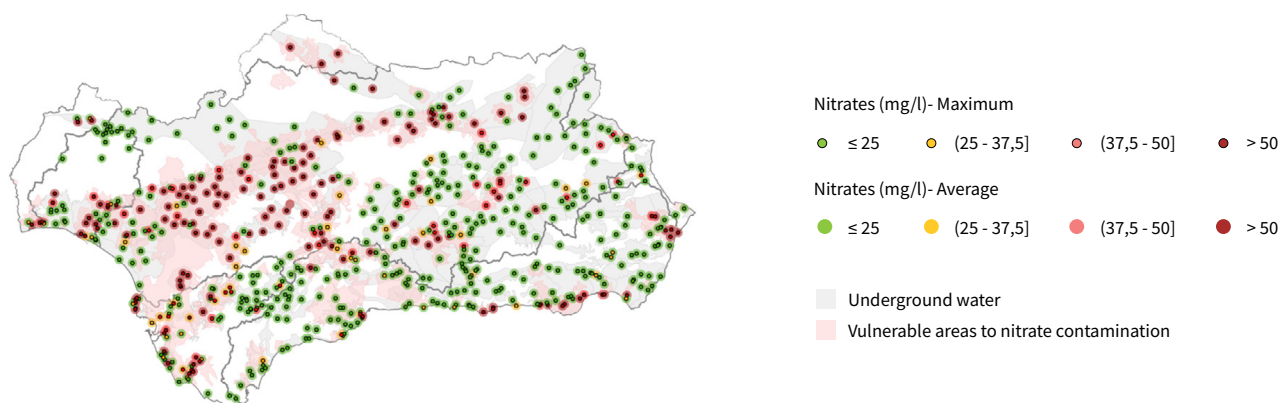 Nitrates (mg/l)- Maximum
≤ 25 (25 - 37,5] (37,5 - 50] > 50
Nitrates (mg/l)- Average
≤ 25 (25 - 37,5] (37,5 - 50] > 50
Underground water
Vulnerable areas to nitrate contamination